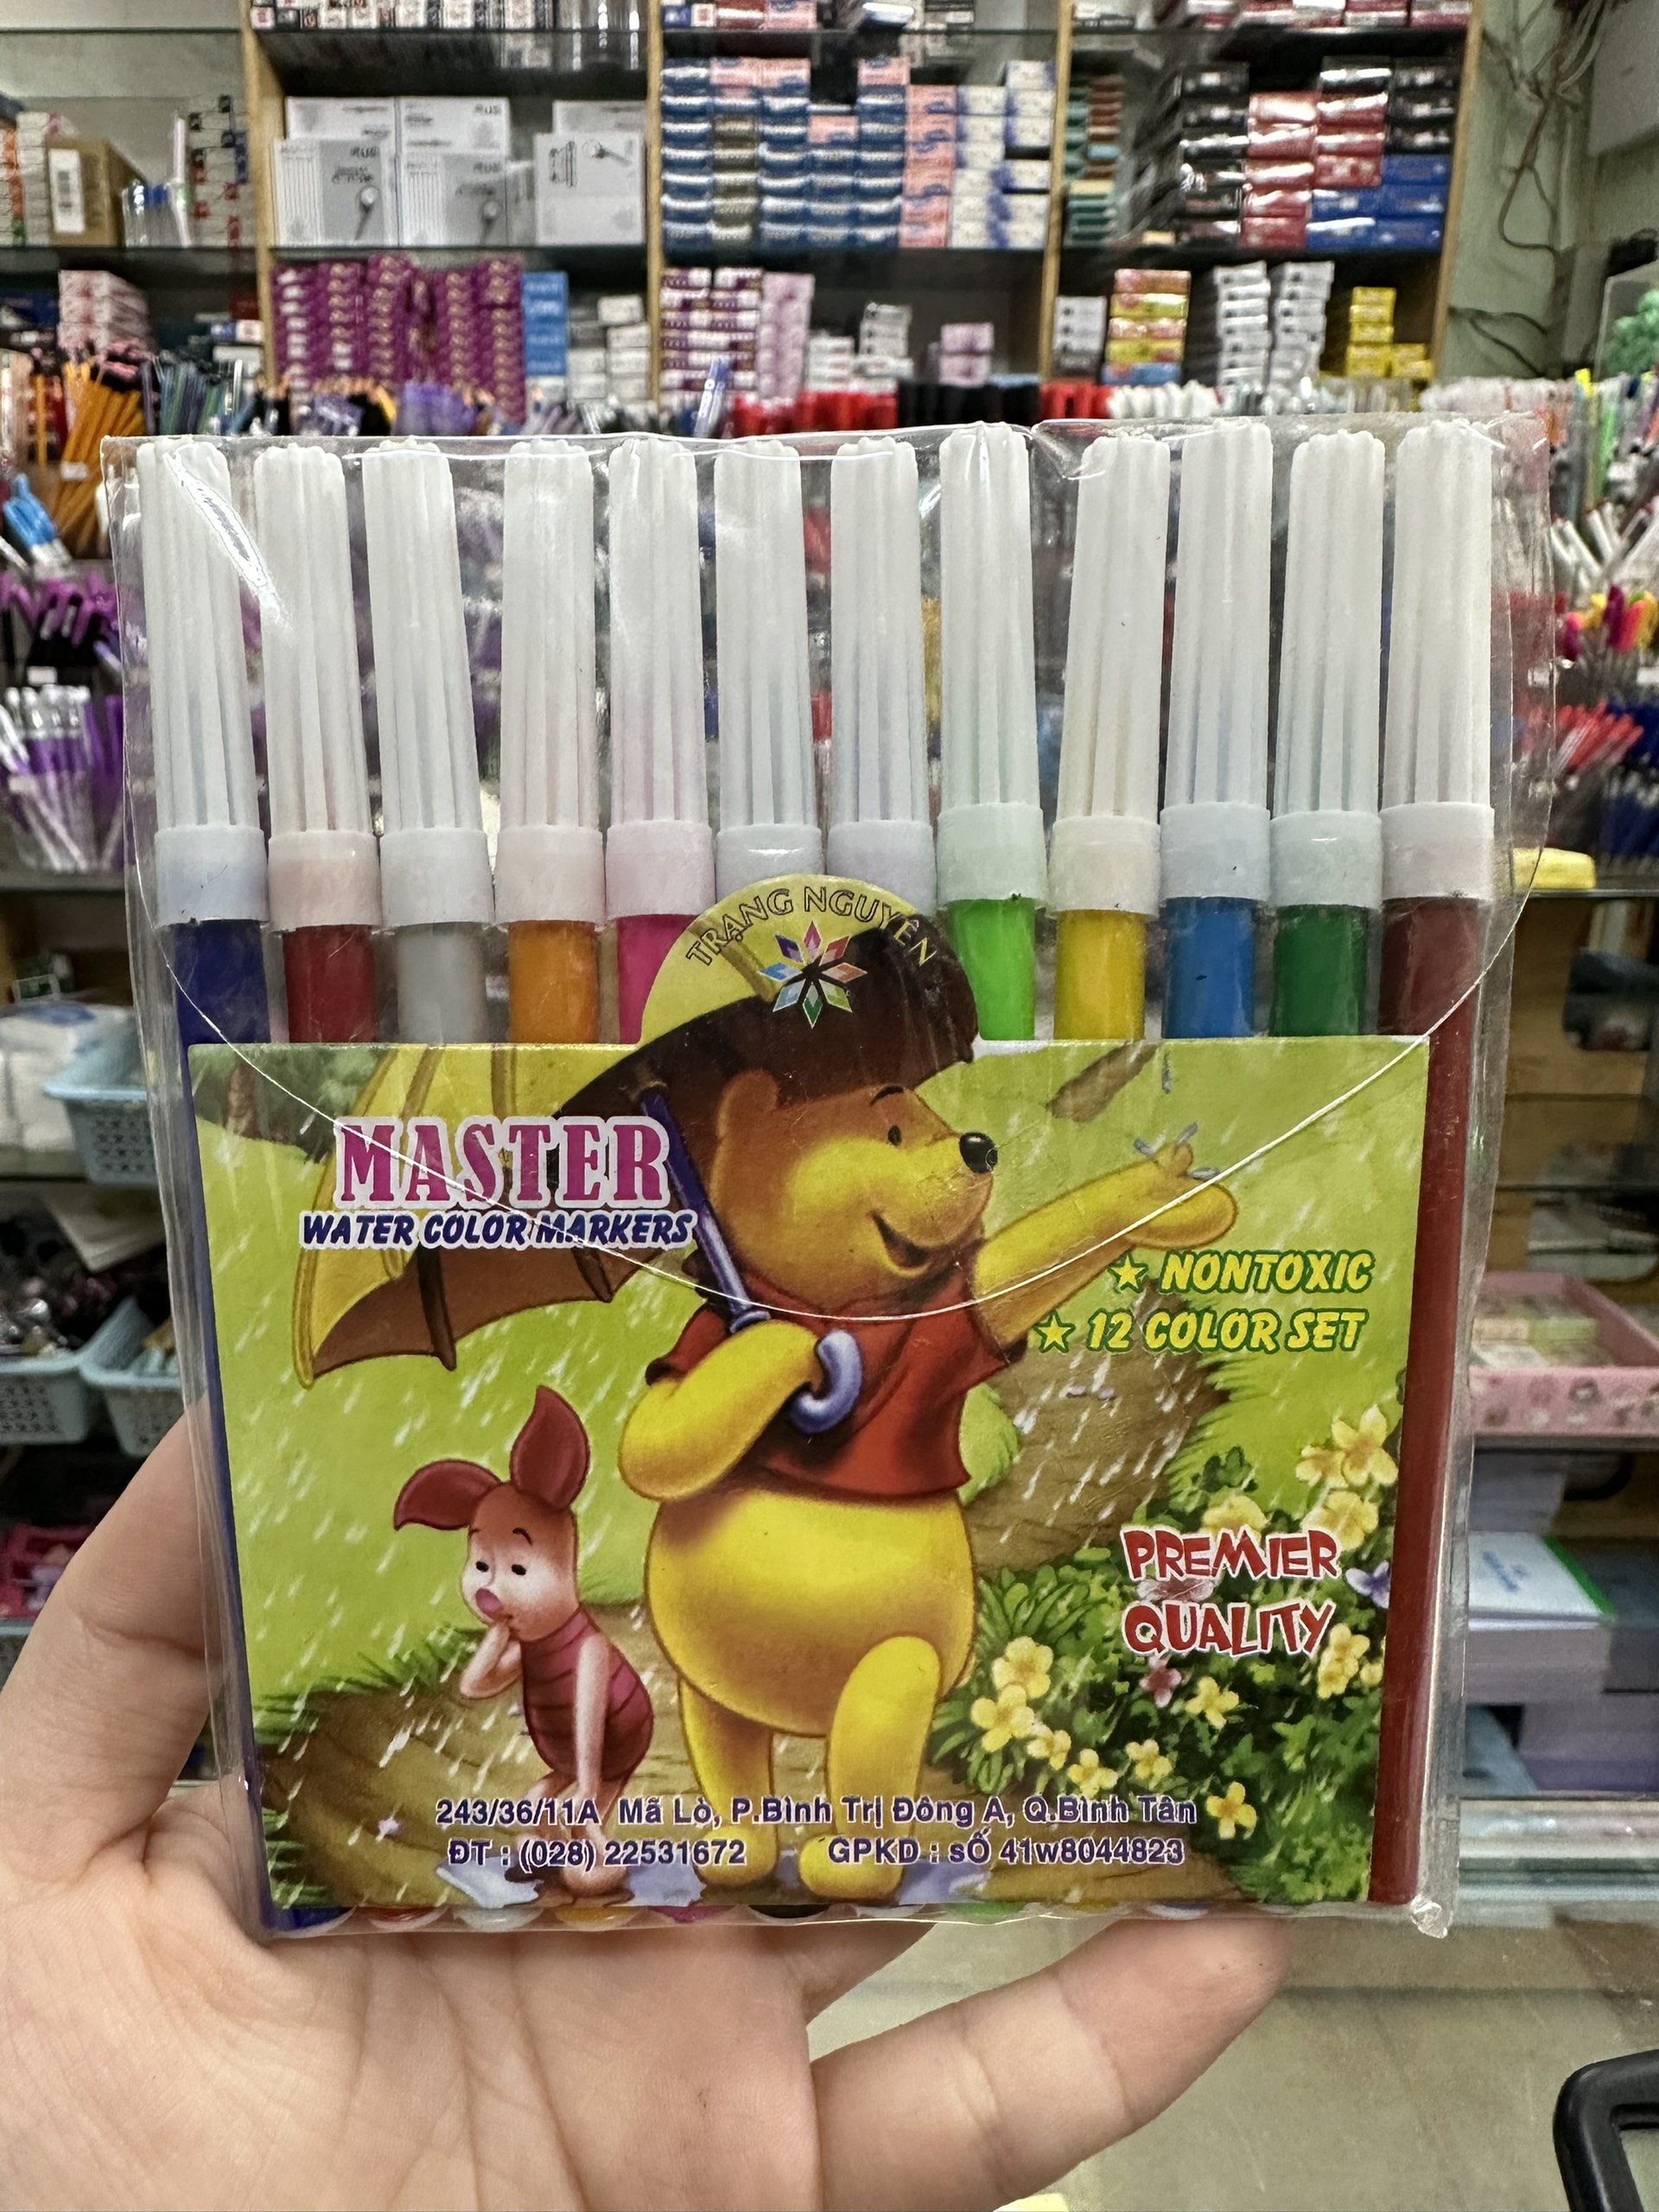 TRẠNG NGUYÊN
MASTER
WATER COLOR MARKERS
★ NONTOXIC
★ 12 COLOR SET
PREMIER
QUALITY
243/36/11A Mã Lò, P.Bình Trị Đông A, Q.Bình Tân
ĐT : (028) 22531672 GPKD : sỐ 41w8044823